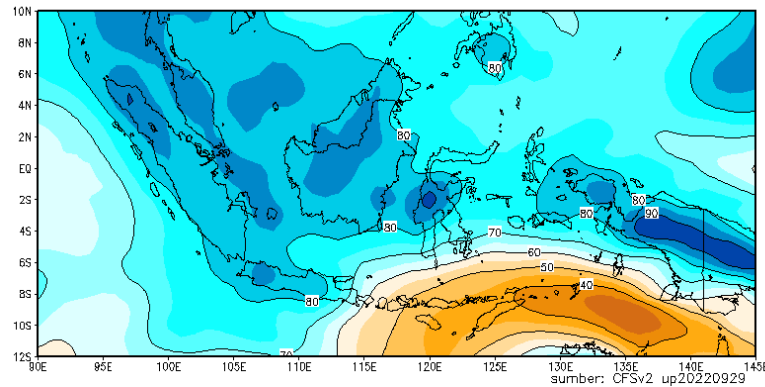 10N
8N
80
6N
4N
2N
80
EQ
2S
80
80
90
80
4S
70
60
6S
50
40
8S
80
10S
70
12S
90E 95E 100E 105E 110E 115E 120E 125E 130E 135E 140E 145E
sumber: CFSv2 up20220929